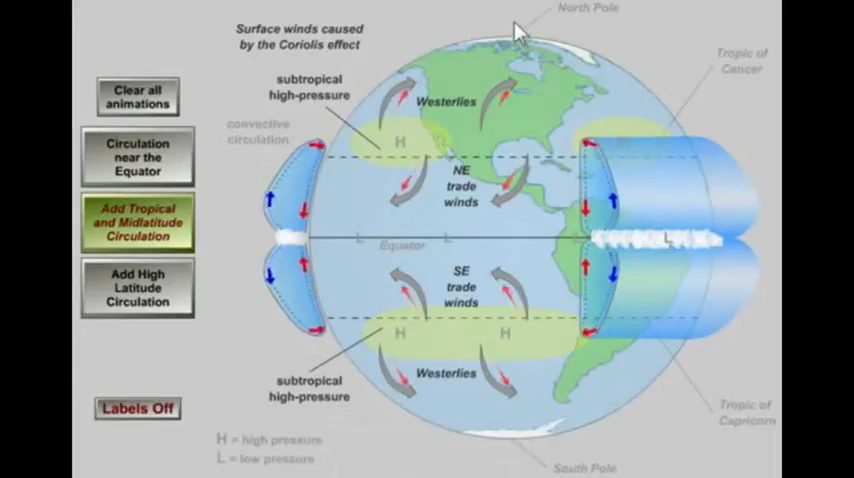 North Pole
Surface winds caused
by the Coriolis effect
Tropic of
Cancer
subtropical
high-pressure
Clear all
animations
Westerlies
convective
circulation
H
Circulation
near the
Equator
NE
trade
winds
Add Tropical
and Midlatitude
Circulation
L
L
L
Equator
Add High
Latitude
Circulation
SE
trade
winds
H
H
Westerlies
subtropical
high-pressure
Labels Off
Tropic of
Capricorn
H = high pressure
L = low pressure
South Pole